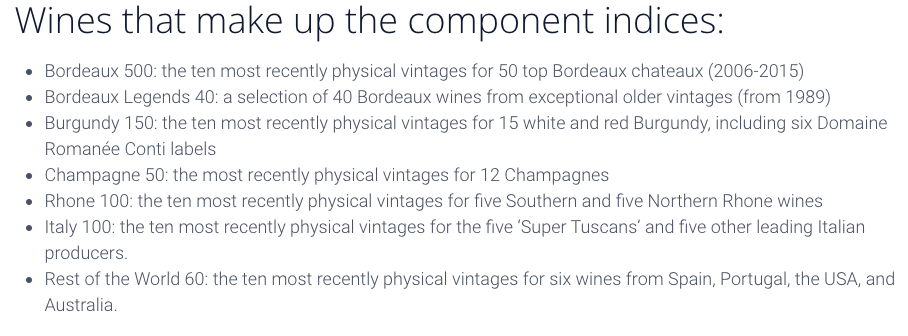 Wines that make up the component indices:
• Bordeaux 500: the ten most recently physical vintages for 50 top Bordeaux chateaux (2006-2015)
• Bordeaux Legends 40: a selection of 40 Bordeaux wines from exceptional older vintages (from 1989)
• Burgundy 150: the ten most recently physical vintages for 15 white and red Burgundy, including six Domaine
Romanée Conti labels
• Champagne 50: the most recently physical vintages for 12 Champagnes
• Rhone 100: the ten most recently physical vintages for five Southern and five Northern Rhone wines
• Italy 100: the ten most recently physical vintages for the five ‘Super Tuscans’ and five other leading Italian
producers.
• Rest of the World 60: the ten most recently physical vintages for six wines from Spain, Portugal, the USA, and
Australia.